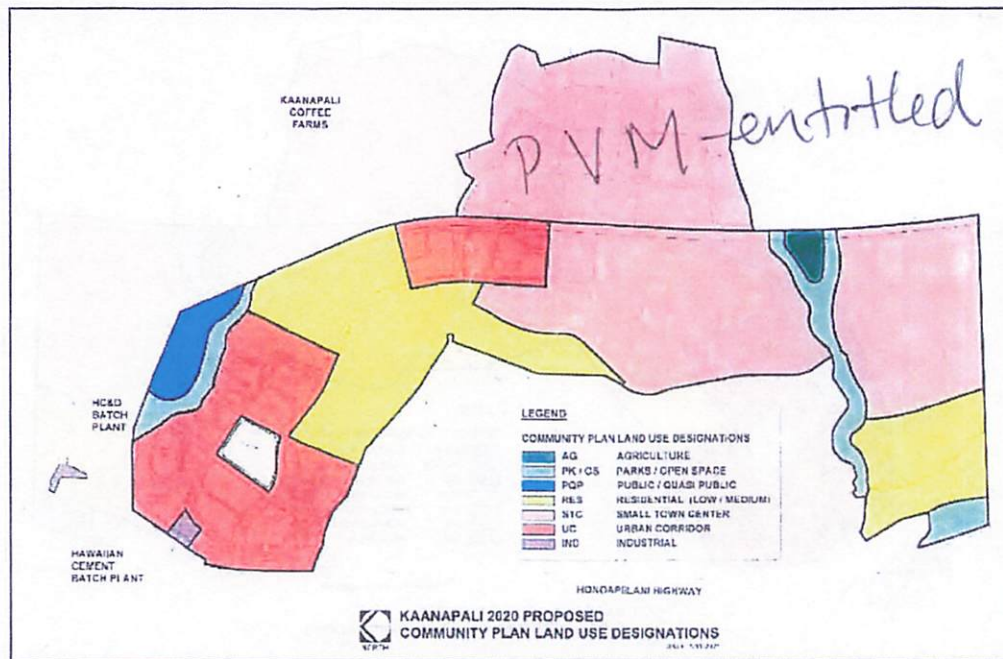 KAANAPALI
COFFEE
FARMS
PVM-entitled
HC&D
BATCH
PLANT
LEGEND
COMMUNITY PLAN LAND USE DESIGNATIONS
AG AGRICULTURE
PK / OS PARKS / OPEN SPACE
PQP PUBLIC / QUASI PUBLIC
RES RESIDENTIAL (LOW / MEDIUM)
STC SMALL TOWN CENTER
UC URBAN CORRIDOR
IND INDUSTRIAL
HAWAIIAN
CEMENT
BATCH PLANT
HONOAPIILANI HIGHWAY
KAANAPALI 2020 PROPOSED
COMMUNITY PLAN LAND USE DESIGNATIONS
NORTH